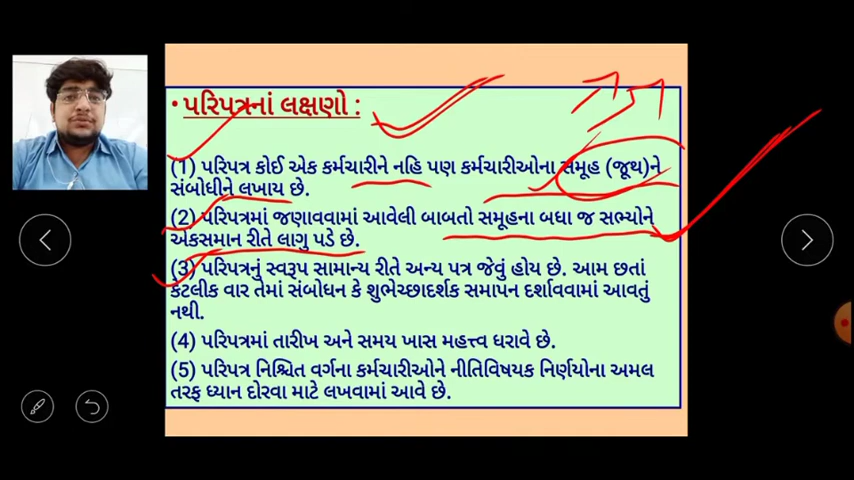 • પરિપત્રનાં લક્ષણો :
(1) પરિપત્ર કોઈ એક કર્મચારીને નહિ પણ કર્મચારીઓના સમૂહ (જૂથ)ને
સંબોધીને લખાય છે.
(2) પરિપત્રમાં જણાવવામાં આવેલી બાબતો સમૂહના બધા જ સભ્યોને
એકસમાન રીતે લાગુ પડે છે.
(3) પરિપત્રનું સ્વરૂપ સામાન્ય રીતે અન્ય પત્ર જેવું હોય છે. આમ છતાં
કેટલીક વાર તેમાં સંબોધન કે શુભેચ્છાદર્શક સમાપન દર્શાવવામાં આવતું
નથી.
(4) પરિપત્રમાં તારીખ અને સમય ખાસ મહત્ત્વ ધરાવે છે.
(5) પરિપત્ર નિશ્ચિત વર્ગના કર્મચારીઓને નીતિવિષયક નિર્ણયોના અમલ
તરફ ધ્યાન દોરવા માટે લખવામાં આવે છે.